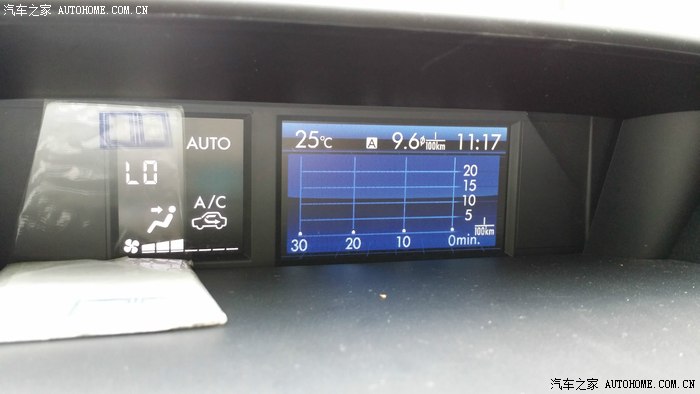 汽车之家 AUTOHOME.COM.CN
AUTO
LO
A/C
25℃ A 9.6 l/100km 11:17
20
15
10
5
l/100km
30 20 10 0min.
汽车之家 AUTOHOME.COM.CN